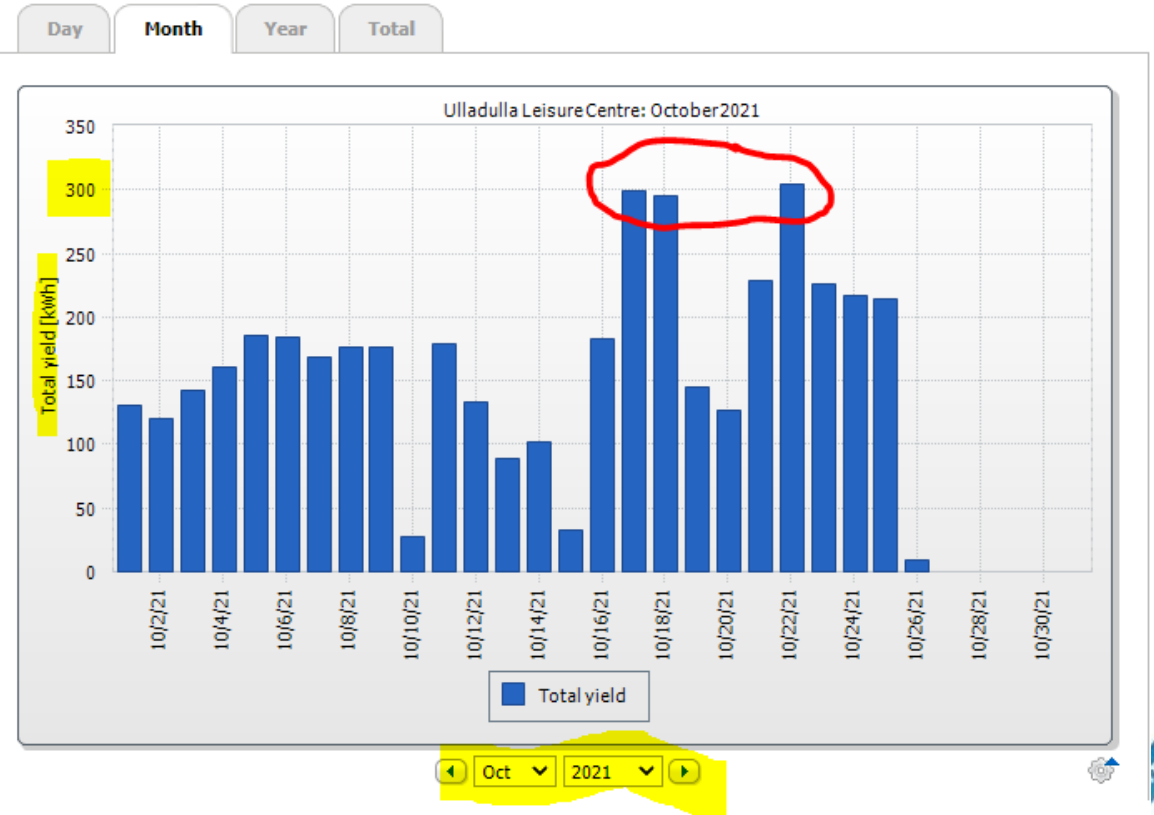 Day Month Year Total
Ulladulla Leisure Centre: October 2021
Total yield [kWh]
350
300
250
200
150
100
50
0
10/2/21 10/4/21 10/6/21 10/8/21 10/10/21 10/12/21 10/14/21 10/16/21 10/18/21 10/20/21 10/22/21 10/24/21 10/26/21 10/28/21 10/30/21
Total yield
Oct 2021